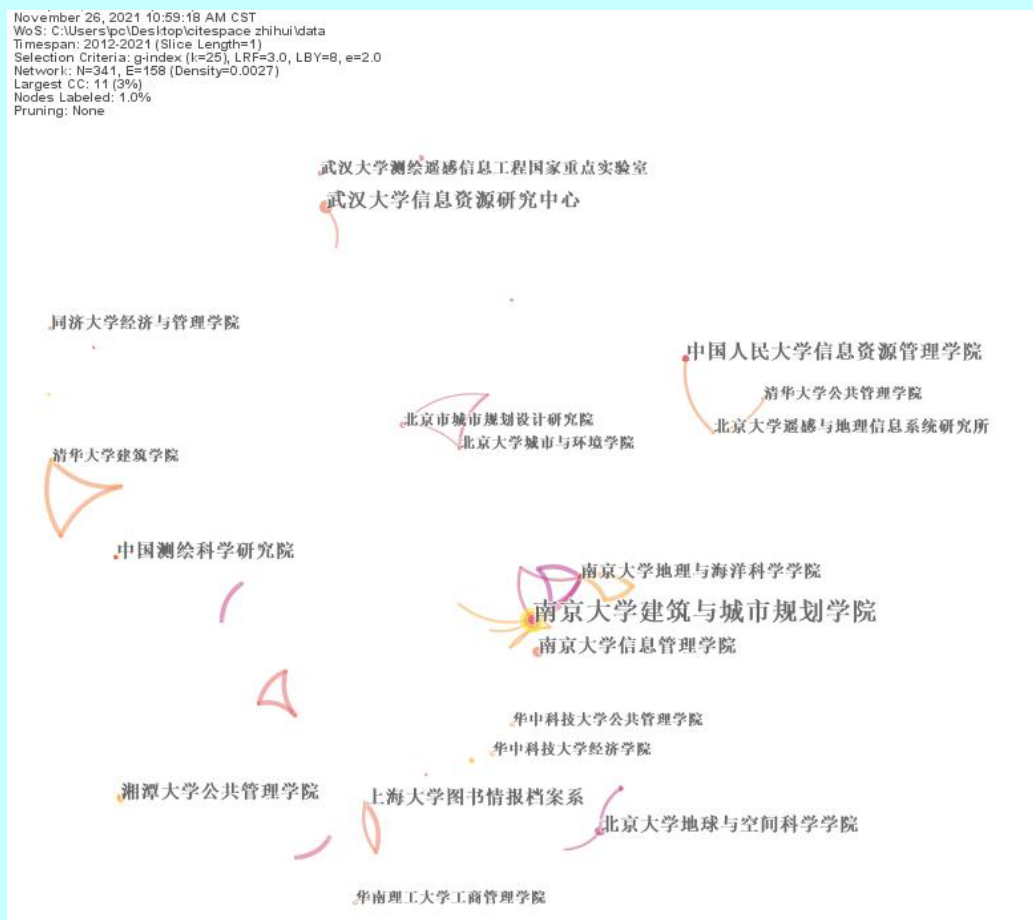 November 26, 2021 10:59:18 AM CST
WoS: C:\Users\pc\Desktop\citespace zhihui\data
Timespan: 2012-2021 (Slice Length=1)
Selection Criteria: g-index (k=25), LRF=3.0, LBY=8, e=2.0
Network: N=341, E=158 (Density=0.0027)
Largest CC: 11 (3%)
Nodes Labeled: 1.0%
Pruning: None
武汉大学测绘遥感信息工程国家重点实验室
武汉大学信息资源研究中心
同济大学经济与管理学院
中国人民大学信息资源管理学院
清华大学公共管理学院
北京市城市规划设计研究院
北京大学遥感与地理信息系统研究所
北京大学城市与环境学院
清华大学建筑学院
中国测绘科学研究院
南京大学地理与海洋科学学院
南京大学建筑与城市规划学院
南京大学信息管理学院
华中科技大学公共管理学院
华中科技大学经济学院
湘潭大学公共管理学院
上海大学图书情报档案系
北京大学地球与空间科学学院
华南理工大学工商管理学院